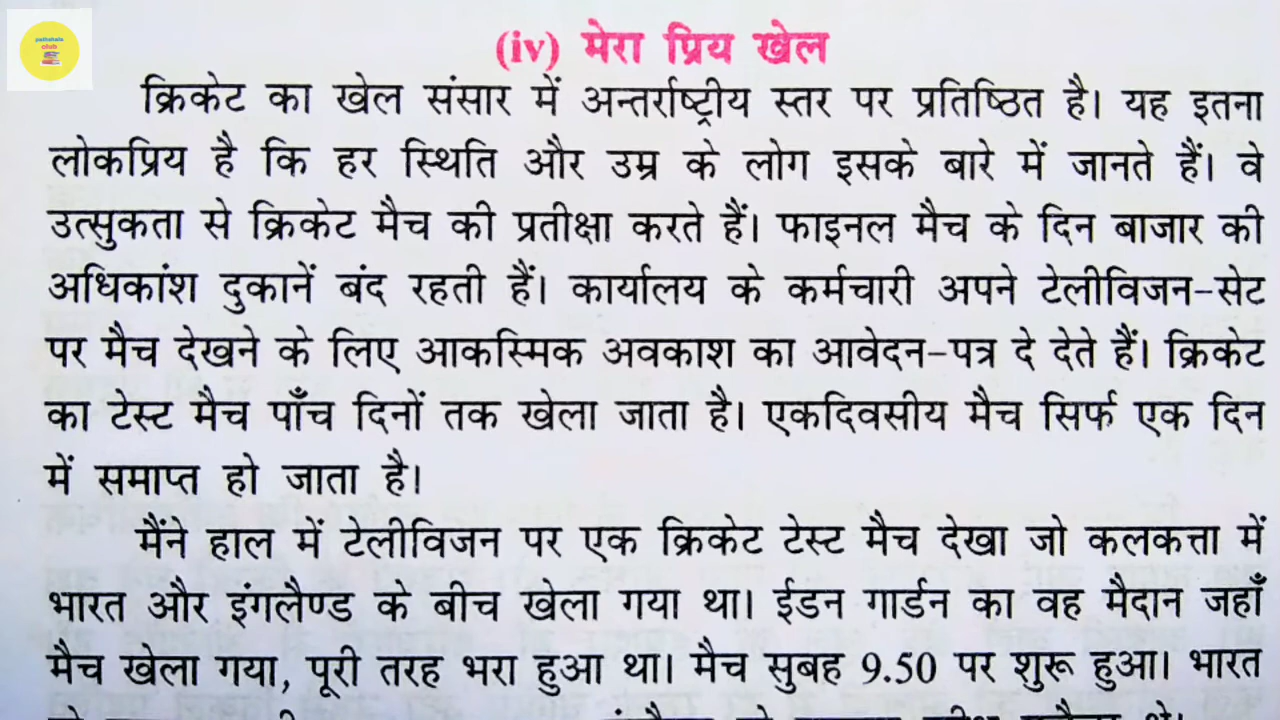 pathshala
club
(iv) मेरा प्रिय खेल
क्रिकेट का खेल संसार में अन्तर्राष्ट्रीय स्तर पर प्रतिष्ठित है। यह इतना
लोकप्रिय है कि हर स्थिति और उम्र के लोग इसके बारे में जानते हैं। वे
उत्सुकता से क्रिकेट मैच की प्रतीक्षा करते हैं। फाइनल मैच के दिन बाजार की
अधिकांश दुकानें बंद रहती हैं। कार्यालय के कर्मचारी अपने टेलीविजन-सेट
पर मैच देखने के लिए आकस्मिक अवकाश का आवेदन-पत्र दे देते हैं। क्रिकेट
का टेस्ट मैच पाँच दिनों तक खेला जाता है। एकदिवसीय मैच सिर्फ एक दिन
में समाप्त हो जाता है।
मैंने हाल में टेलीविजन पर एक क्रिकेट टेस्ट मैच देखा जो कलकत्ता में
भारत और इंगलैण्ड के बीच खेला गया था। ईडन गार्डन का वह मैदान जहाँ
मैच खेला गया, पूरी तरह भरा हुआ था। मैच सुबह 9.50 पर शुरू हुआ। भारत